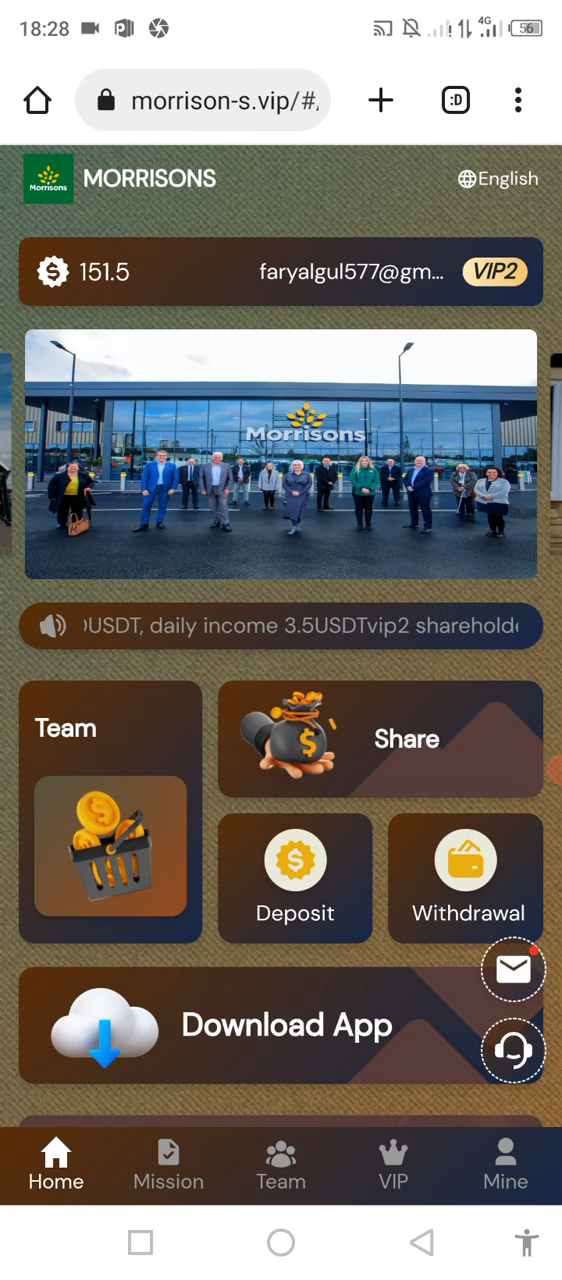 18:28
4G
56
morrison-s.vip/#
:D
Morrisons
MORRISONS
English
151.5
faryalgul577@gm...
VIP2
Morrisons
USDT, daily income 3.5USDTvip2 sharehold
Team
Share
Deposit
Withdrawal
Download App
Home
Mission
Team
VIP
Mine